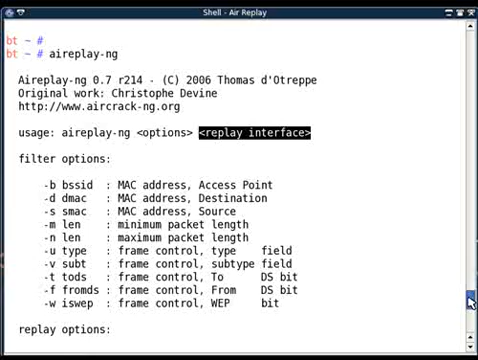 Shell - Air Replay
bt ~ #
bt ~ # aireplay-ng
Aireplay-ng 0.7 r214 - (C) 2006 Thomas d'Otreppe
Original work: Christophe Devine
http://www.aircrack-ng.org
usage: aireplay-ng <options> <replay interface>
filter options:
-b bssid : MAC address, Access Point
-d dmac : MAC address, Destination
-s smac : MAC address, Source
-m len : minimum packet length
-n len : maximum packet length
-u type : frame control, type field
-v subt : frame control, subtype field
-t tods : frame control, To DS bit
-f fromds : frame control, From DS bit
-w iswep : frame control, WEP bit
replay options: